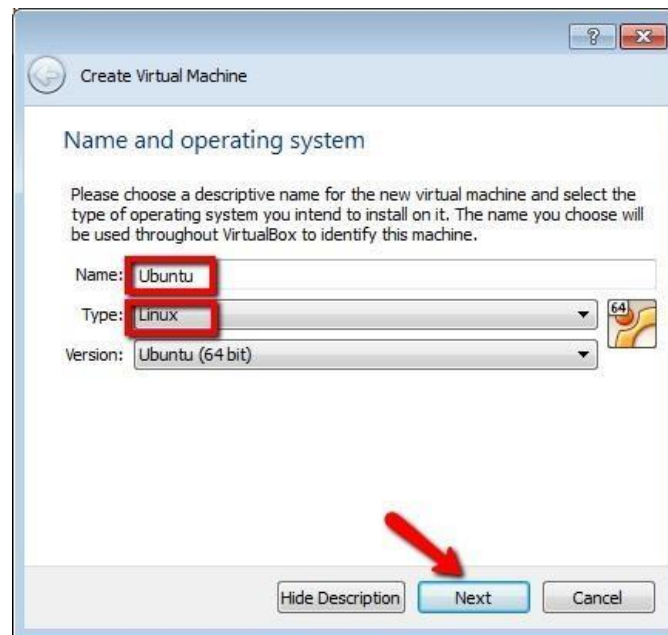 ?
Create Virtual Machine
Name and operating system
Please choose a descriptive name for the new virtual machine and select the
type of operating system you intend to install on it. The name you choose will
be used throughout VirtualBox to identify this machine.
Name: Ubuntu
Type: Linux
64
Version: Ubuntu (64 bit)
Hide Description Next Cancel